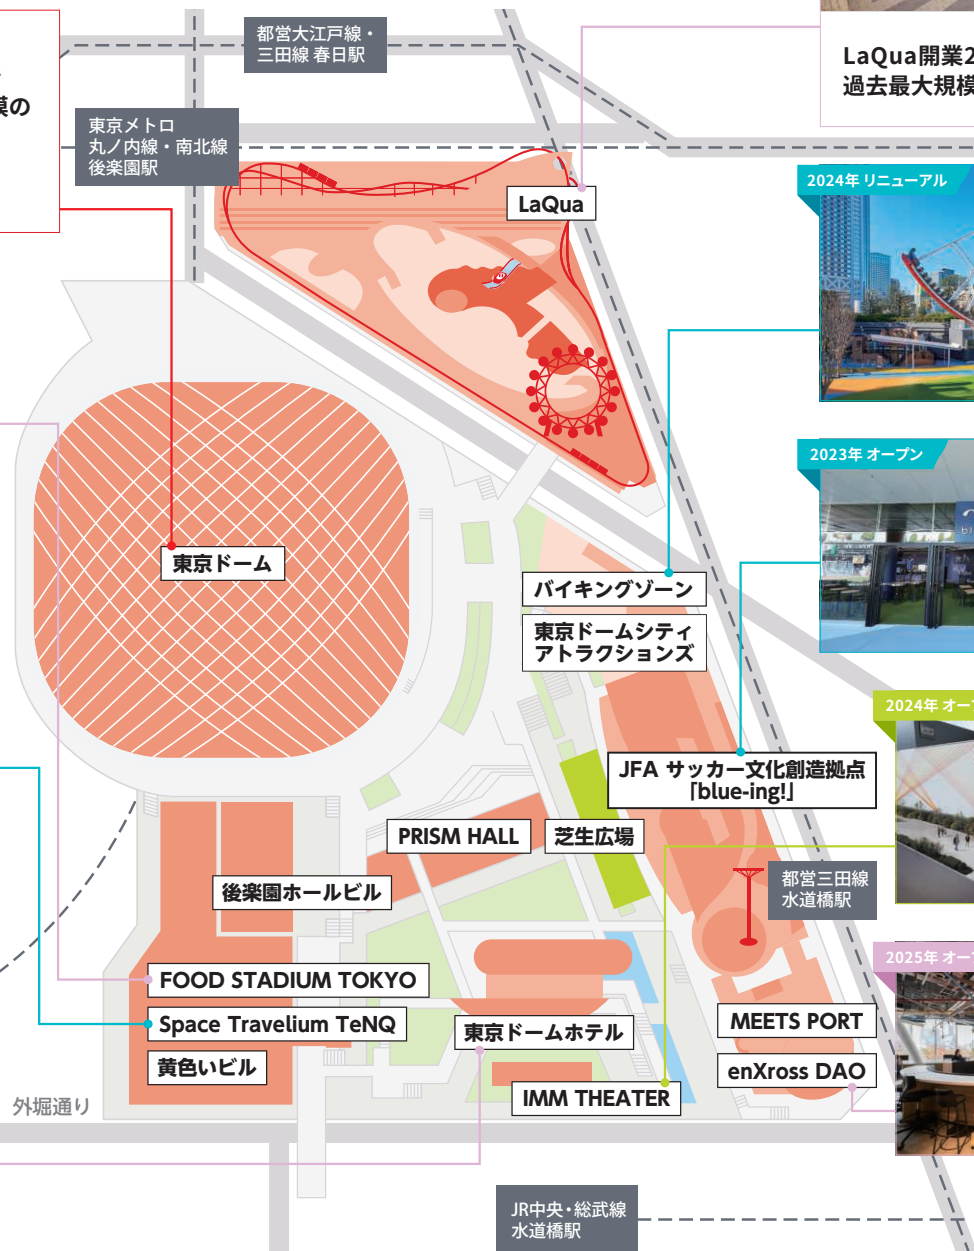 都営大江戸線・
三田線 春日駅
LaQua開業2
過去最大規模
模の
東京メトロ
丸ノ内線・南北線
後楽園駅
2024年 リニューアル
LaQua
2023年 オープン
東京ドーム
バイキングゾーン
東京ドームシティ
アトラクションズ
2024年 オー
JFA サッカー文化創造拠点
「blue-ing!」
PRISM HALL
芝生広場
都営三田線
水道橋駅
後楽園ホールビル
2025年 オー
FOOD STADIUM TOKYO
Space Travelium TeNQ
東京ドームホテル
MEETS PORT
黄色いビル
enXross DAO
IMM THEATER
外堀通り
JR中央・総武線
水道橋駅